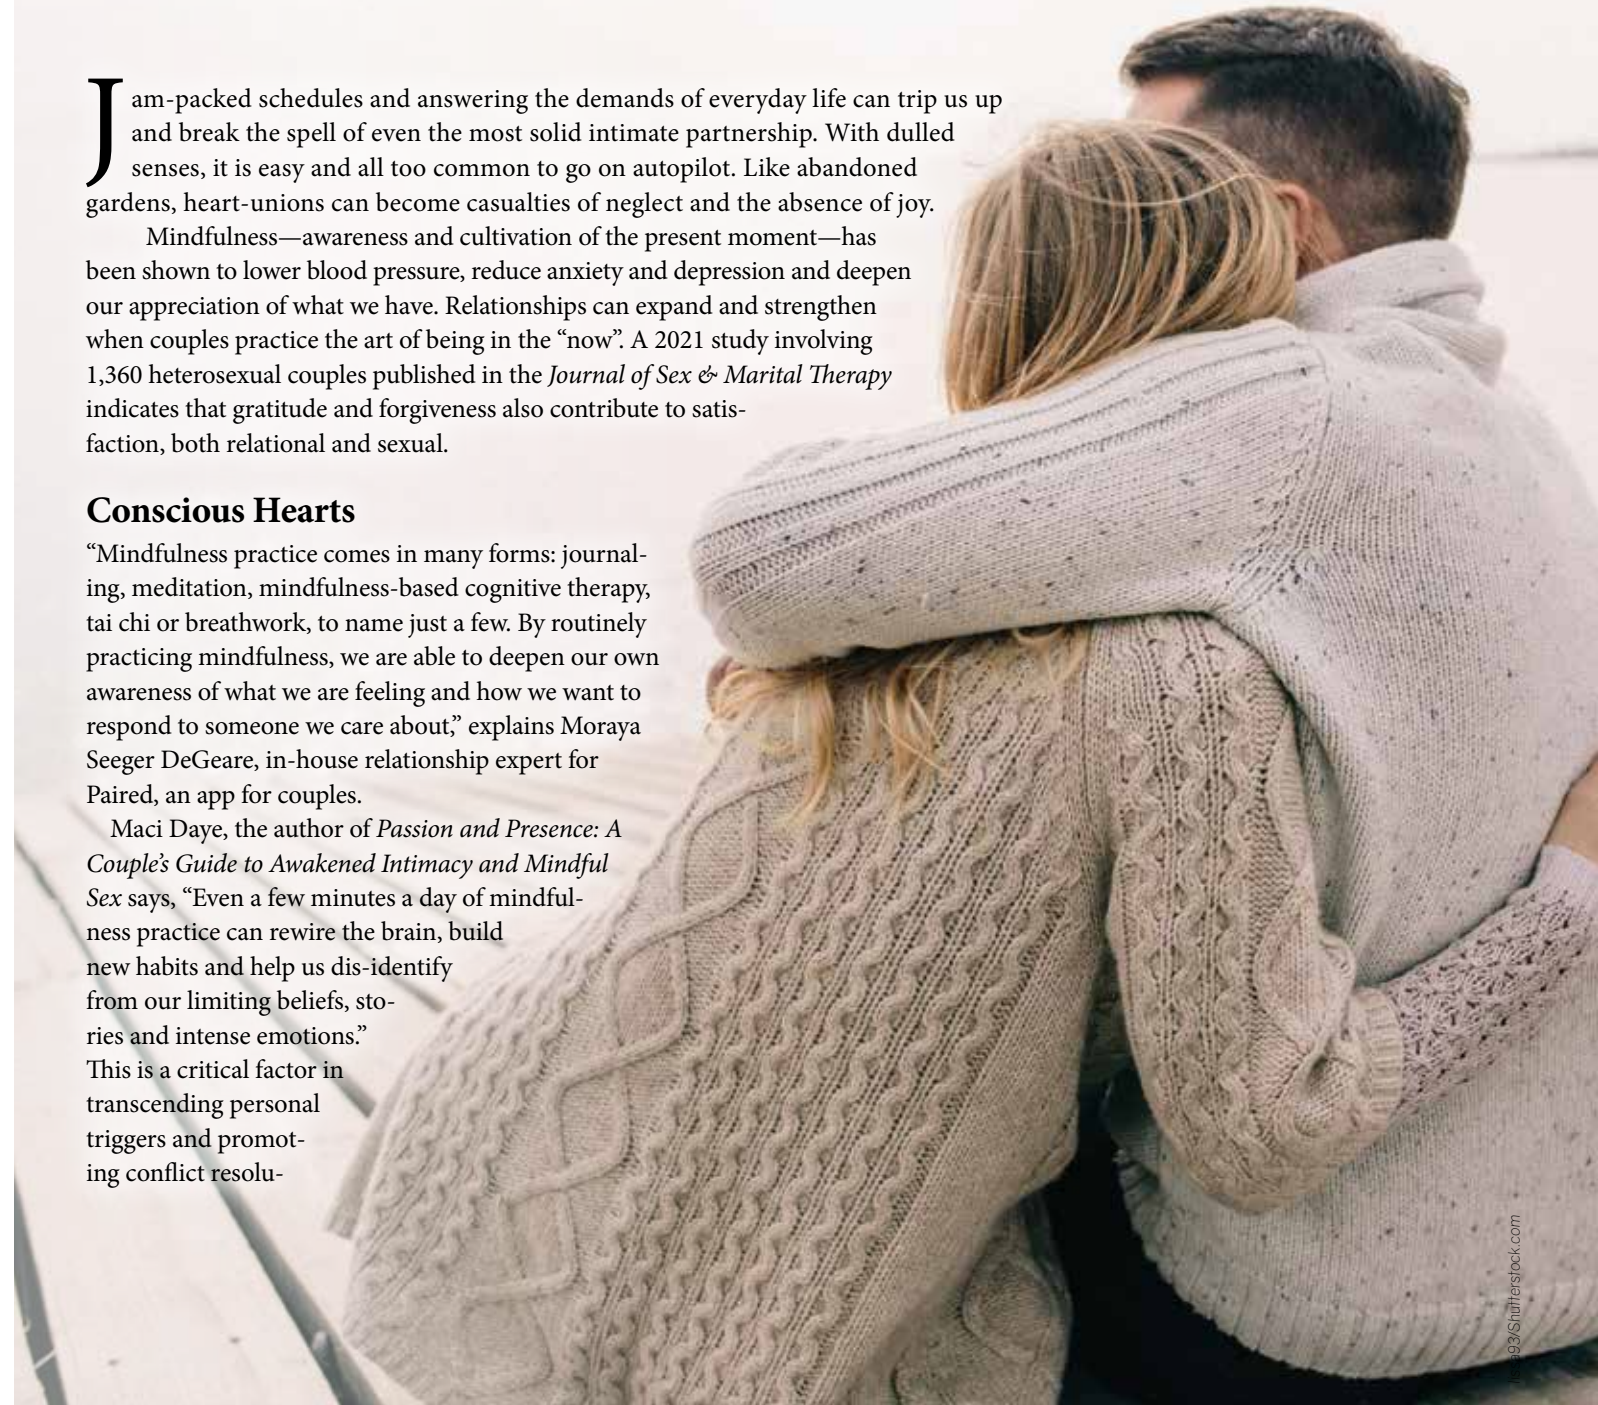 Jam-packed schedules and answering the demands of everyday life can trip us up
and break the spell of even the most solid intimate partnership. With dulled
senses, it is easy and all too common to go on autopilot. Like abandoned
gardens, heart-unions can become casualties of neglect and the absence of joy.
Mindfulness—awareness and cultivation of the present moment—has
been shown to lower blood pressure, reduce anxiety and depression and deepen
our appreciation of what we have. Relationships can expand and strengthen
when couples practice the art of being in the “now”. A 2021 study involving
1,360 heterosexual couples published in the Journal of Sex & Marital Therapy
indicates that gratitude and forgiveness also contribute to satis-
faction, both relational and sexual.
Conscious Hearts
“Mindfulness practice comes in many forms: journal-
ing, meditation, mindfulness-based cognitive therapy,
tai chi or breathwork, to name just a few. By routinely
practicing mindfulness, we are able to deepen our own
awareness of what we are feeling and how we want to
respond to someone we care about,” explains Moraya
Seeger DeGeare, in-house relationship expert for
Paired, an app for couples.
Maci Daye, the author of Passion and Presence: A
Couple’s Guide to Awakened Intimacy and Mindful
Sex says, “Even a few minutes a day of mindful-
ness practice can rewire the brain, build
new habits and help us dis-identify
from our limiting beliefs, sto-
ries and intense emotions.”
This is a critical factor in
transcending personal
triggers and promot-
ing conflict resolu-